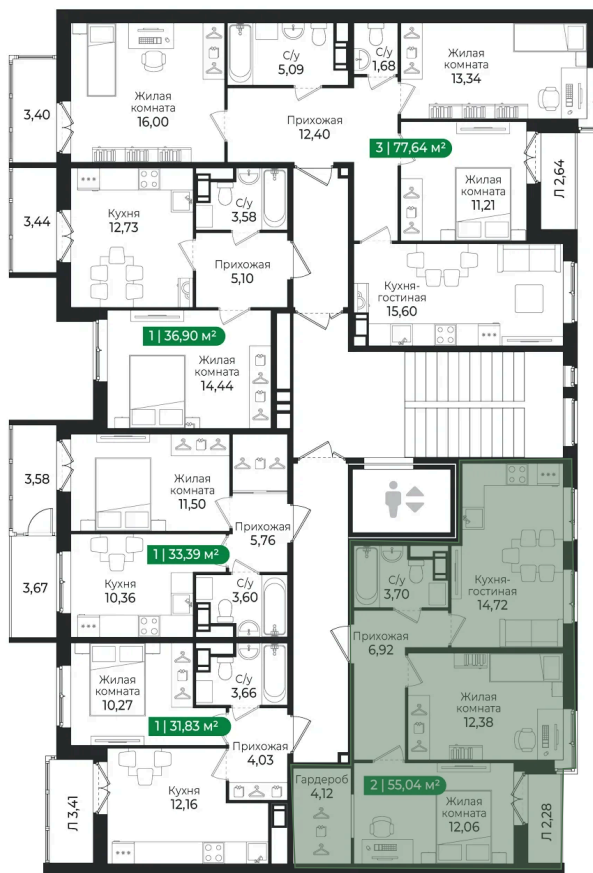 С/у
5,09
С/у
1,68
Жилая
комната
13,34
Жилая
комната
16,00
3,40
Прихожая
12,40
3 | 77,64 м²
Жилая
комната
11,21
Л 2,64
3,44
Кухня
12,73
С/у
3,58
Прихожая
5,10
Кухня-
гостиная
15,60
1 | 36,90 м²
Жилая
комната
14,44
3,58
Жилая
комната
11,50
Прихожая
5,76
1 | 33,39 м²
3,67
Кухня
10,36
С/у
3,60
С/у
3,70
Кухня-
гостиная
14,72
Прихожая
6,92
Жилая
комната
10,27
С/у
3,66
Жилая
комната
12,38
1 | 31,83 м²
Прихожая
4,03
Л 3,41
Кухня
12,16
Гардероб
4,12
2 | 55,04 м²
Жилая
комната
12,06
Л 2,28